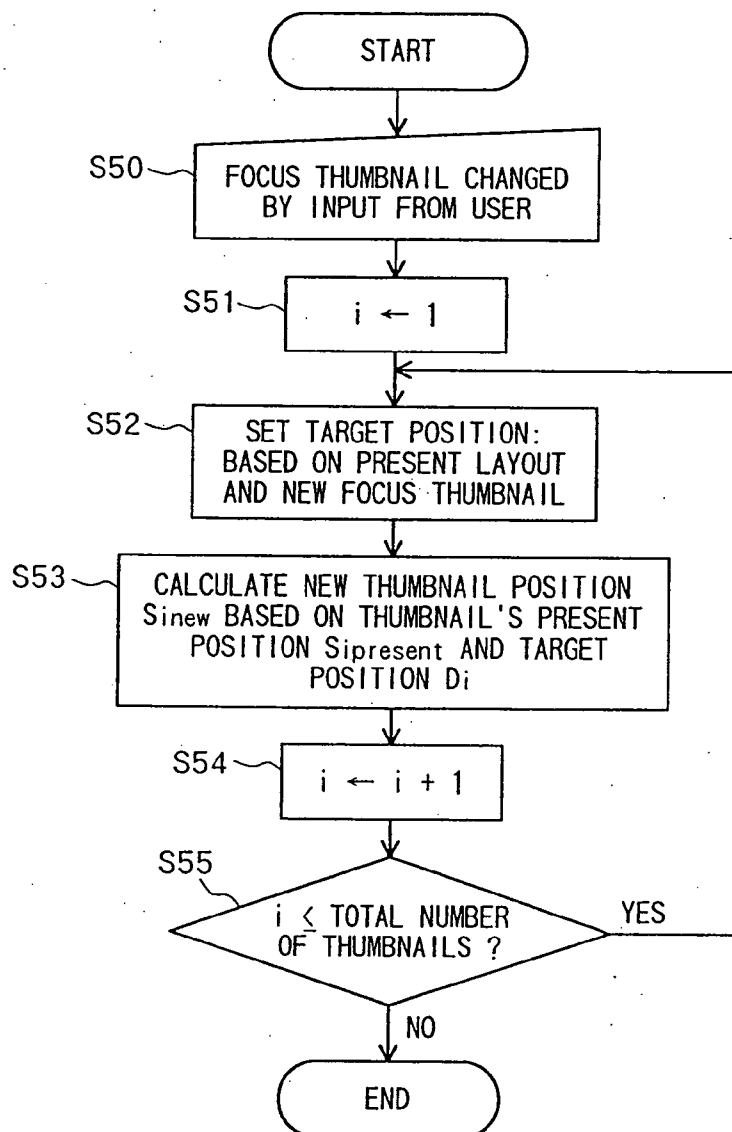 START
S50
FOCUS THUMBNAIL CHANGED
BY INPUT FROM USER
S51
i ← 1
S52
SET TARGET POSITION:
BASED ON PRESENT LAYOUT
AND NEW FOCUS THUMBNAIL
S53
CALCULATE NEW THUMBNAIL POSITION
Sinew BASED ON THUMBNAIL'S PRESENT
POSITION Sipresent AND TARGET
POSITION Di
S54
i ← i + 1
S55
i ≤ TOTAL NUMBER
OF THUMBNAILS ?
YES
NO
END